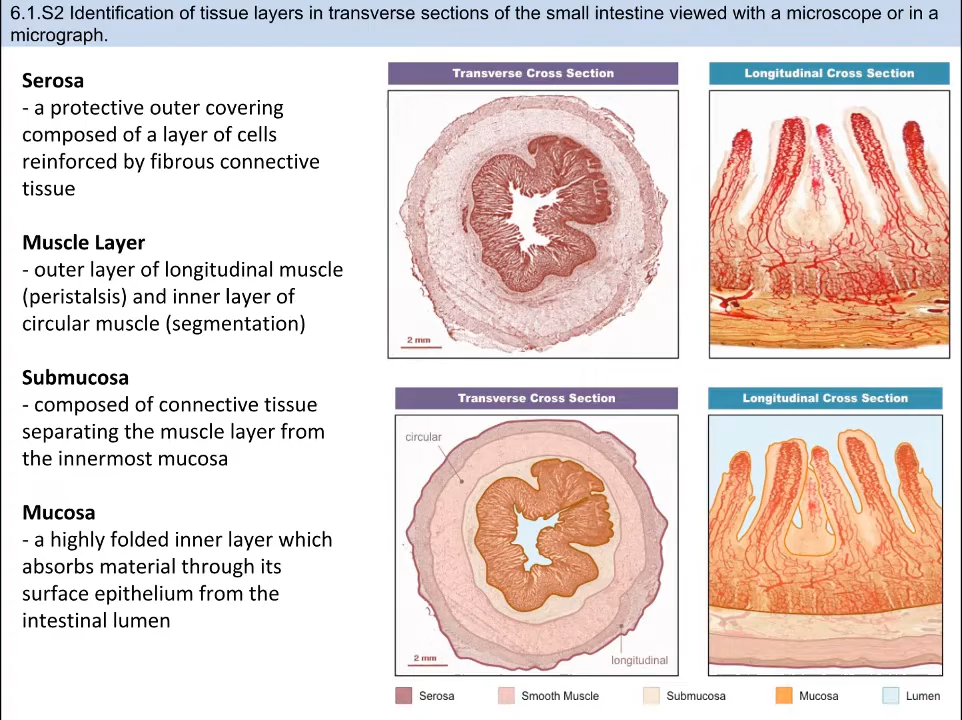 6.1.S2 Identification of tissue layers in transverse sections of the small intestine viewed with a microscope or in a
micrograph.
Serosa
- a protective outer covering
composed of a layer of cells
reinforced by fibrous connective
tissue
Muscle Layer
- outer layer of longitudinal muscle
(peristalsis) and inner layer of
circular muscle (segmentation)
Submucosa
- composed of connective tissue
separating the muscle layer from
the innermost mucosa
Mucosa
- a highly folded inner layer which
absorbs material through its
surface epithelium from the
intestinal lumen
Transverse Cross Section
Longitudinal Cross Section
2 mm
Transverse Cross Section
Longitudinal Cross Section
circular
2 mm
longitudinal
Serosa
Smooth Muscle
Submucosa
Mucosa
Lumen